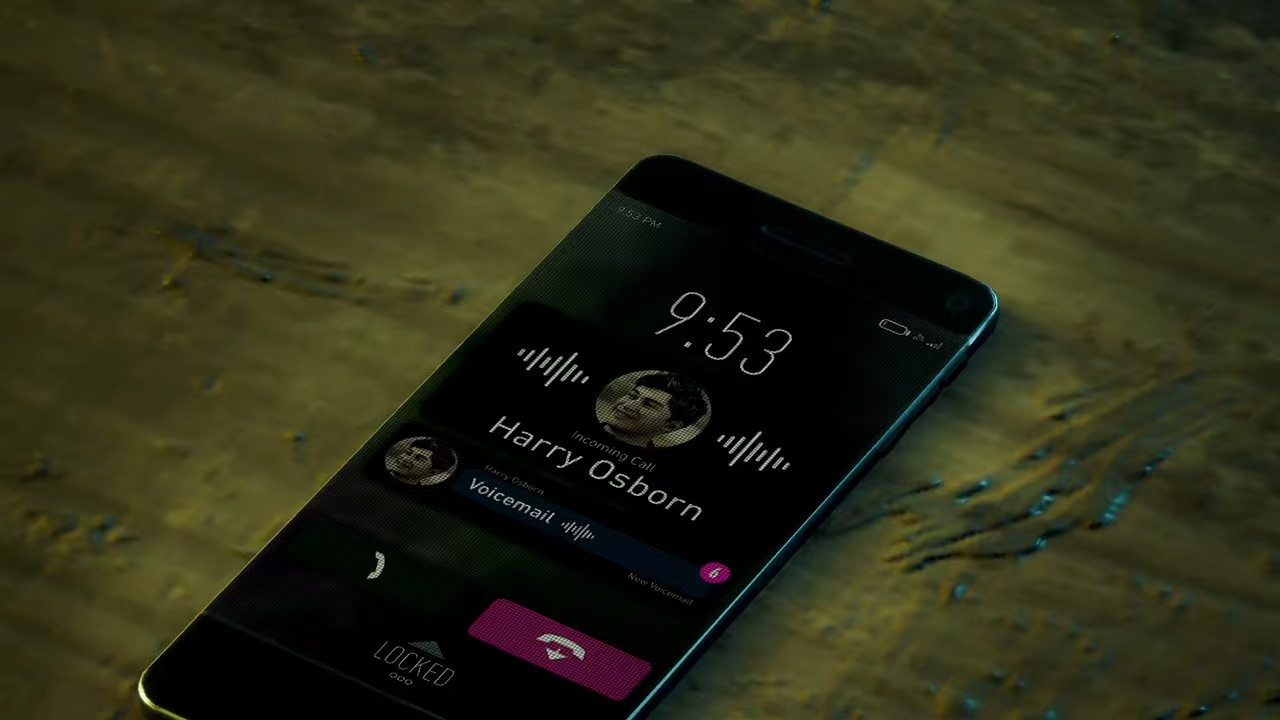 9:53 PM
9:53
Incoming Call
Harry Osborn
Harry Osborn
Voicemail
6
New Voicemail
LOCKED